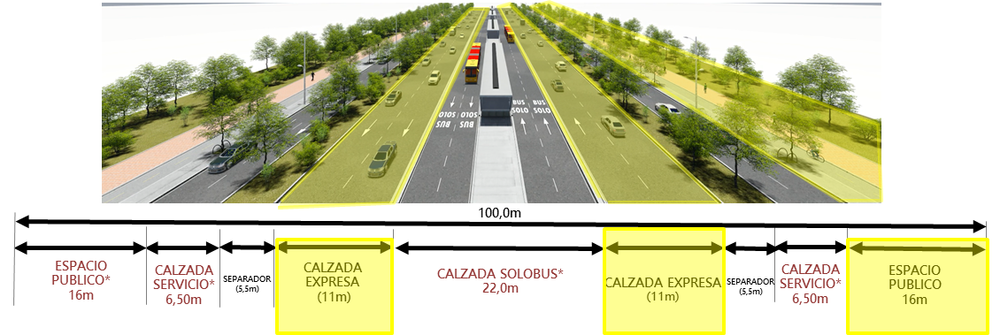 BUS
SOLO
BUS
SOLO
BUS
SOLO
BUS
SOLO
100,0m
ESPACIO
PUBLICO*
16m
CALZADA
SERVICIO*
6,50m
SEPARADOR
(5,5m)
CALZADA
EXPRESA
(11m)
CALZADA SOLOBUS*
22,0m
CALZADA EXPRESA
(11m)
SEPARADOR
(5,5m)
CALZADA
SERVICIO*
6,50m
ESPACIO
PUBLICO
16m